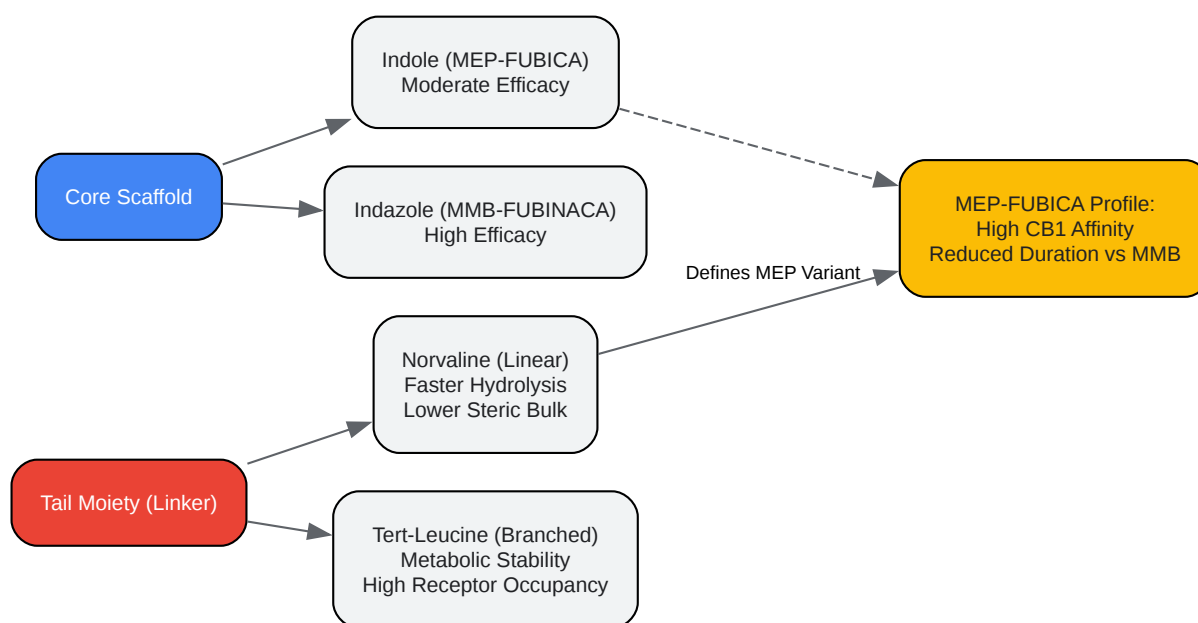 Indole (MEP-FUBICA)
Moderate Efficacy
Core Scaffold
Indazole (MMB-FUBINACA)
High Efficacy
MEP-FUBICA Profile:
High CB1 Affinity
Reduced Duration vs MMB
Defines MEP Variant
Norvaline (Linear)
Faster Hydrolysis
Lower Steric Bulk
Tail Moiety (Linker)
Tert-Leucine (Branched)
Metabolic Stability
High Receptor Occupancy